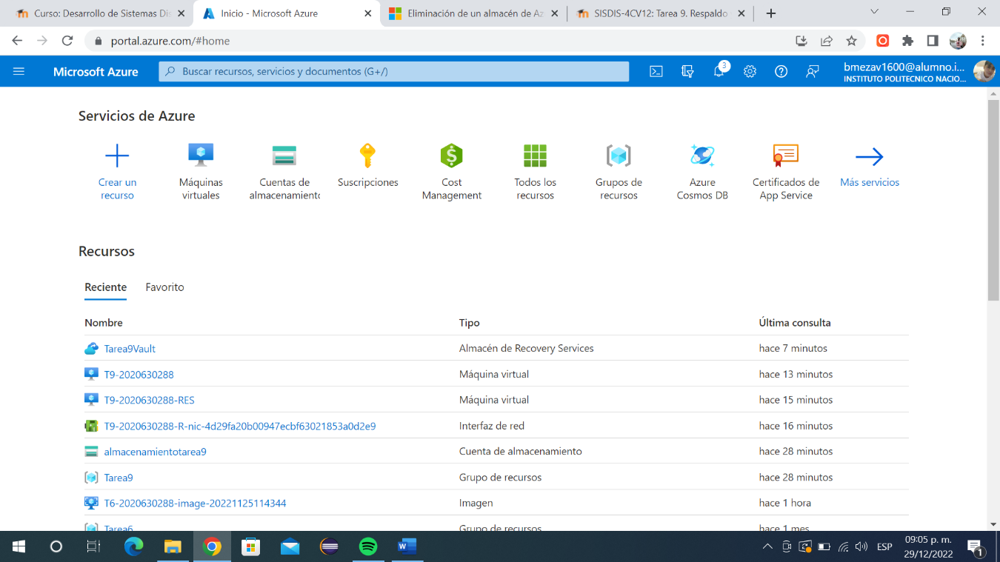 Curso: Desarrollo de Sistemas Dis
Inicio - Microsoft Azure
Eliminación de un almacén de Az
SISDIS-4CV12: Tarea 9. Respaldo
portal.azure.com/#home
Microsoft Azure
Buscar recursos, servicios y documentos (G+/)
3
bmezav1600@alumno.i...
INSTITUTO POLITECNICO NACIO...
Servicios de Azure
Crear un recurso
Máquinas virtuales
Cuentas de almacenamiento
Suscripciones
Cost Management
Todos los recursos
Grupos de recursos
Azure Cosmos DB
Certificados de App Service
Más servicios
Recursos
Reciente Favorito
Nombre Tipo Última consulta
Tarea9Vault Almacén de Recovery Services hace 7 minutos
T9-2020630288 Máquina virtual hace 13 minutos
T9-2020630288-RES Máquina virtual hace 15 minutos
T9-2020630288-R-nic-4d29fa20b00947ecbf63021853a0d2e9 Interfaz de red hace 16 minutos
almacenamientotarea9 Cuenta de almacenamiento hace 28 minutos
Tarea9 Grupo de recursos hace 28 minutos
T6-2020630288-image-20221125114344 Imagen hace 1 hora
Tarea6 Grupo de recursos hace 1 mes
ESP
09:05 p. m.
29/12/2022
1